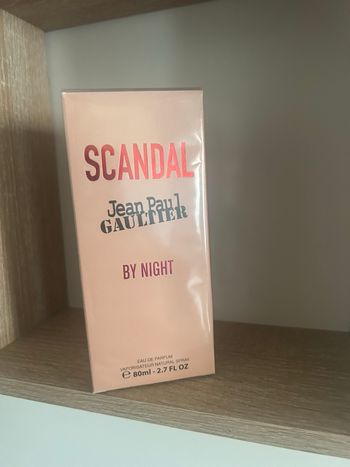 SCANDAL
Jean Paul
GAULTIER
BY NIGHT
EAU DE PARFUM
VAPORISATEUR NATURAL SPRAY
℮ 80ml - 2.7 FL OZ